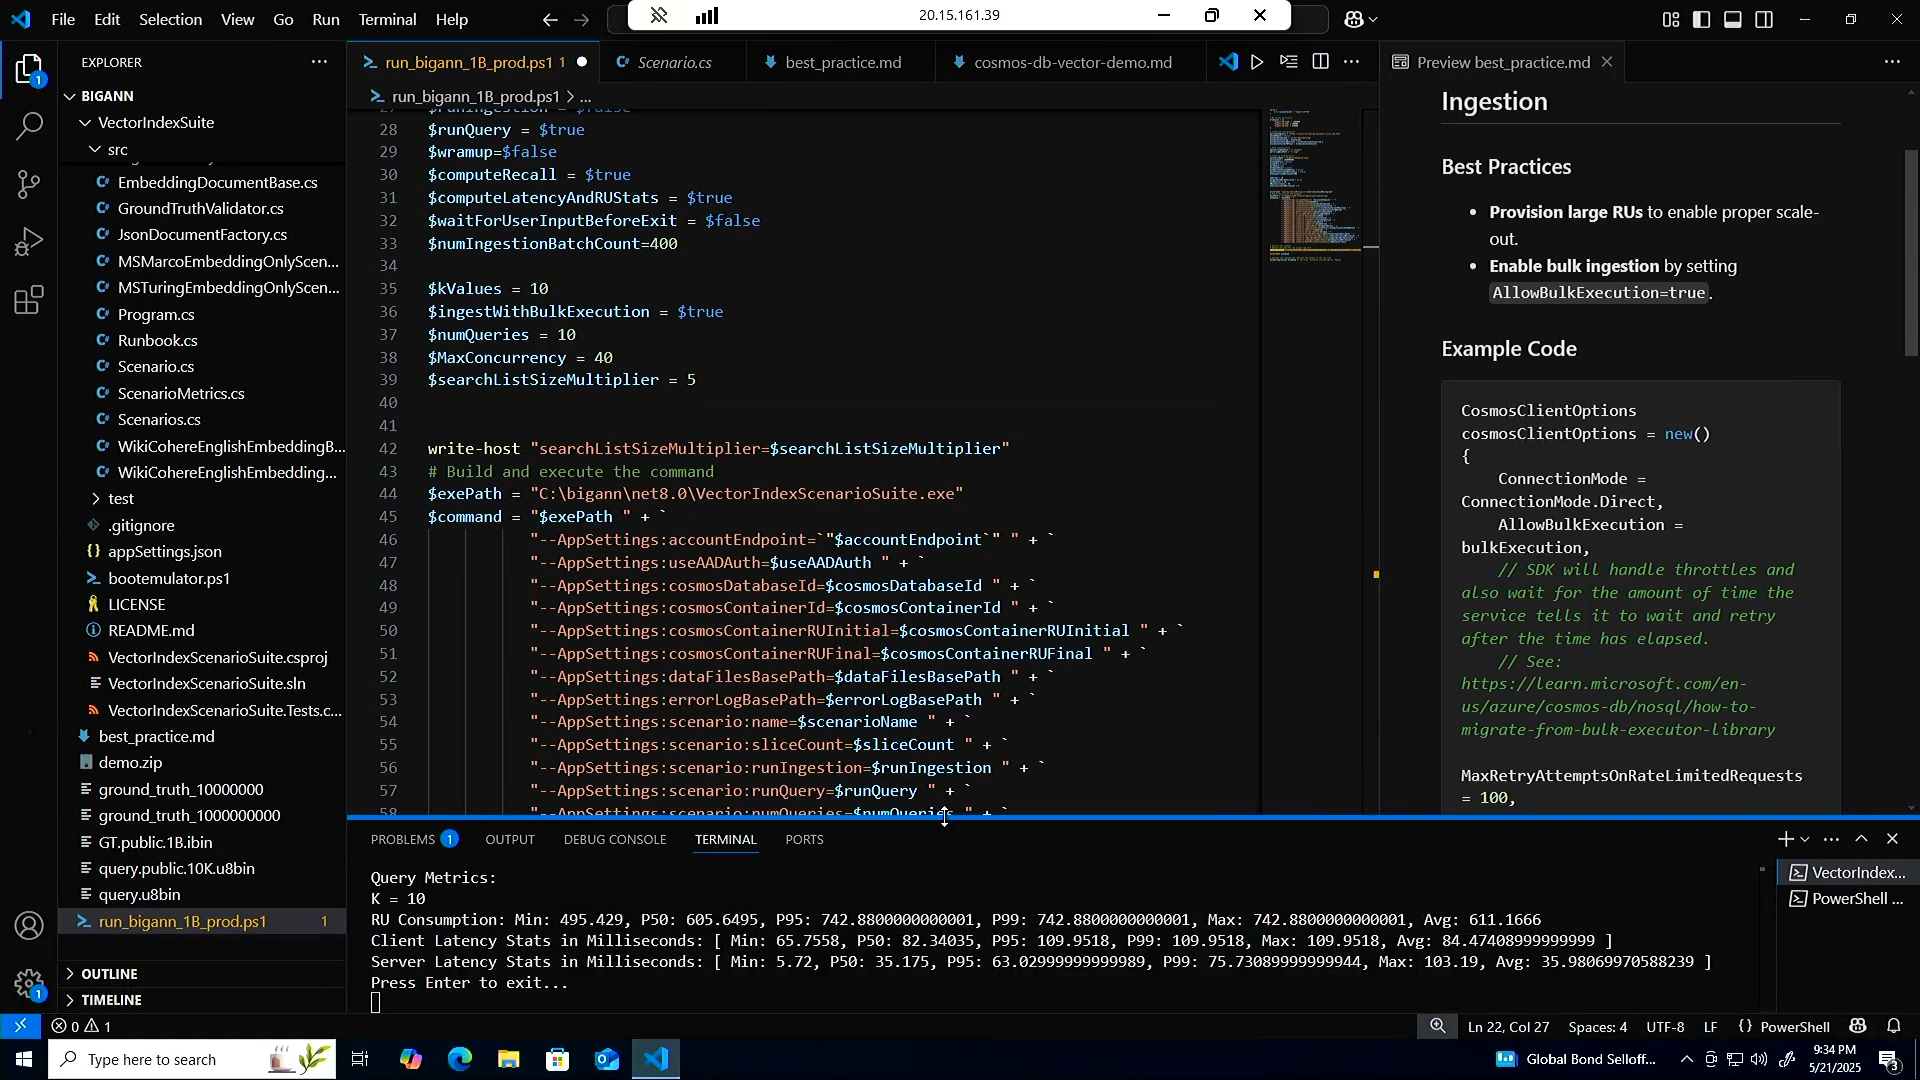 File Edit Selection View Go Run Terminal Help
20.15.161.39
EXPLORER
BIGANN
VectorIndexSuite
src
EmbeddingDocumentBase.cs
GroundTruthValidator.cs
JsonDocumentFactory.cs
MSMarcoEmbeddingOnlyScen...
MSTuringEmbeddingOnlyScen...
Program.cs
Runbook.cs
Scenario.cs
ScenarioMetrics.cs
Scenarios.cs
WikiCohereEnglishEmbeddingB...
WikiCohereEnglishEmbedding...
test
.gitignore
appSettings.json
bootemulator.ps1
LICENSE
README.md
VectorIndexScenarioSuite.csproj
VectorIndexScenarioSuite.sln
VectorIndexScenarioSuite.Tests.c...
best_practice.md
demo.zip
ground_truth_10000000
ground_truth_1000000000
GT.public.1B.ibin
query.public.10K.u8bin
query.u8bin
run_bigann_1B_prod.ps1 1
OUTLINE
TIMELINE
run_bigann_1B_prod.ps1 1
Scenario.cs
best_practice.md
cosmos-db-vector-demo.md
run_bigann_1B_prod.ps1 > ...
27 $runIngestion = $false
28 $runQuery = $true
29 $wramup=$false
30 $computeRecall = $true
31 $computeLatencyAndRUStats = $true
32 $waitForUserInputBeforeExit = $false
33 $numIngestionBatchCount=400
34
35 $kValues = 10
36 $ingestWithBulkExecution = $true
37 $numQueries = 10
38 $MaxConcurrency = 40
39 $searchListSizeMultiplier = 5
40
41
42 write-host "searchListSizeMultiplier=$searchListSizeMultiplier"
43 # Build and execute the command
44 $exePath = "C:\bigann\net8.0\VectorIndexScenarioSuite.exe"
45 $command = "$exePath " + `
46 "--AppSettings:accountEndpoint=`"$accountEndpoint`" " + `
47 "--AppSettings:useAADAuth=$useAADAuth " + `
48 "--AppSettings:cosmosDatabaseId=$cosmosDatabaseId " + `
49 "--AppSettings:cosmosContainerId=$cosmosContainerId " + `
50 "--AppSettings:cosmosContainerRUInitial=$cosmosContainerRUInitial " + `
51 "--AppSettings:cosmosContainerRUFinal=$cosmosContainerRUFinal " + `
52 "--AppSettings:dataFilesBasePath=$dataFilesBasePath " + `
53 "--AppSettings:errorLogBasePath=$errorLogBasePath " + `
54 "--AppSettings:scenario:name=$scenarioName " + `
55 "--AppSettings:scenario:sliceCount=$sliceCount " + `
56 "--AppSettings:scenario:runIngestion=$runIngestion " + `
57 "--AppSettings:scenario:runQuery=$runQuery " + `
58 "--AppSettings:scenario:numQueries=$numQueries " + `
Preview best_practice.md
Ingestion
Best Practices
• Provision large RUs to enable proper scale-
out.
• Enable bulk ingestion by setting
AllowBulkExecution=true.
Example Code
CosmosClientOptions
cosmosClientOptions = new()
{
ConnectionMode =
ConnectionMode.Direct,
AllowBulkExecution =
bulkExecution,
// SDK will handle throttles and
also wait for the amount of time the
service tells it to wait and retry
after the time has elapsed.
// See:
https://learn.microsoft.com/en-
us/azure/cosmos-db/nosql/how-to-
migrate-from-bulk-executor-library
MaxRetryAttemptsOnRateLimitedRequests
= 100,
PROBLEMS 1 OUTPUT DEBUG CONSOLE TERMINAL PORTS
VectorIndex...
PowerShell ...
Query Metrics:
K = 10
RU Consumption: Min: 495.429, P50: 605.6495, P95: 742.8800000000001, P99: 742.8800000000001, Max: 742.8800000000001, Avg: 611.1666
Client Latency Stats in Milliseconds: [ Min: 65.7558, P50: 82.34035, P95: 109.9518, P99: 109.9518, Max: 109.9518, Avg: 84.47408999999999 ]
Server Latency Stats in Milliseconds: [ Min: 5.72, P50: 35.175, P95: 63.02999999999989, P99: 75.73089999999944, Max: 103.19, Avg: 35.98069970588239 ]
Press Enter to exit...
0 1
Ln 22, Col 27 Spaces: 4 UTF-8 LF {} PowerShell
Type here to search
Global Bond Selloff...
9:34 PM
5/21/2025
3